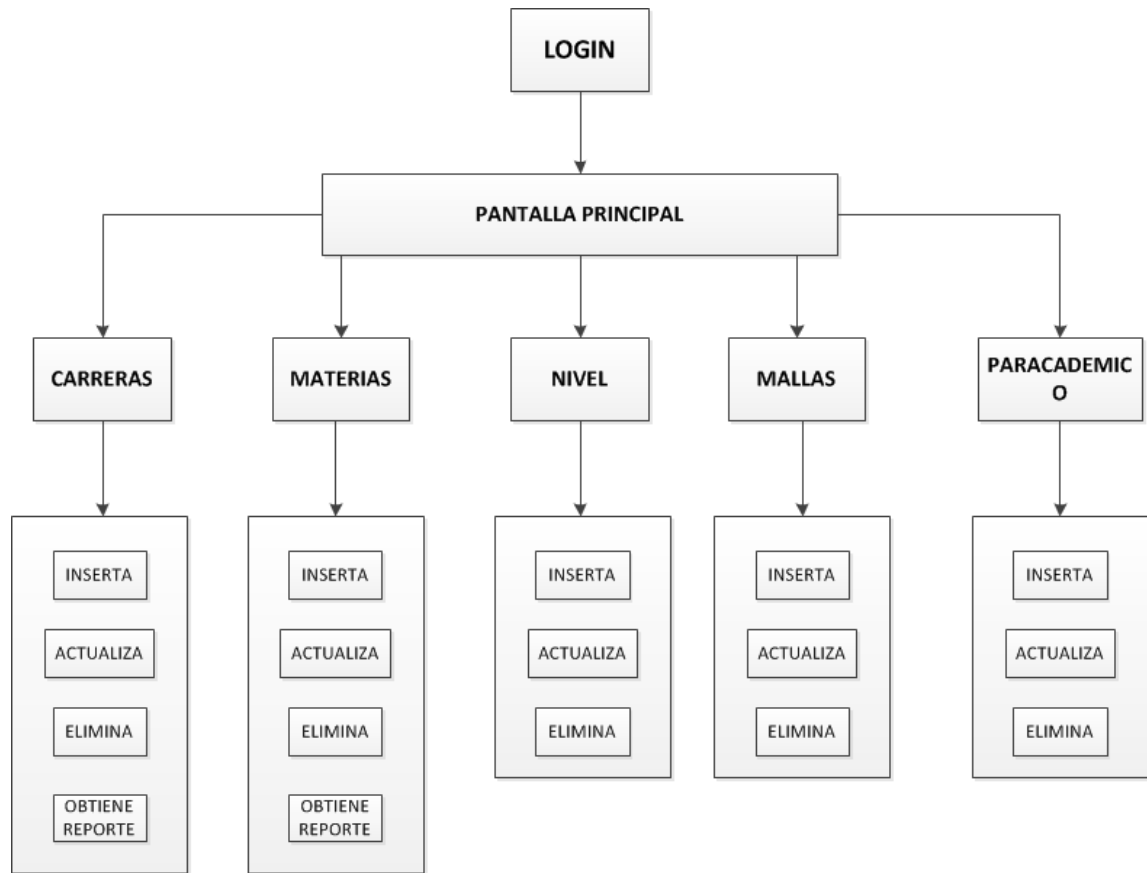 LOGIN
PANTALLA PRINCIPAL
CARRERAS
MATERIAS
NIVEL
MALLAS
PARACADEMIC
O
INSERTA
ACTUALIZA
ELIMINA
OBTIENE
REPORTE
INSERTA
ACTUALIZA
ELIMINA
OBTIENE
REPORTE
INSERTA
ACTUALIZA
ELIMINA
INSERTA
ACTUALIZA
ELIMINA
INSERTA
ACTUALIZA
ELIMINA